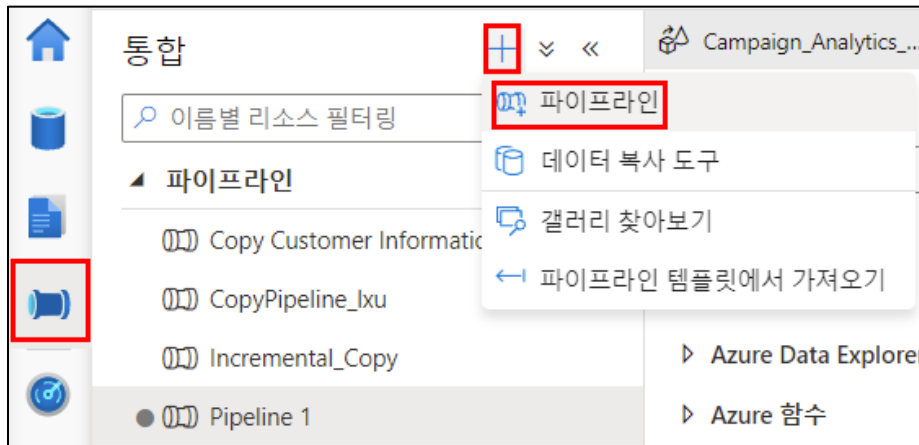 통합
Campaign_Analytics_...
이름별 리소스 필터링
파이프라인
데이터 복사 도구
갤러리 찾아보기
파이프라인 템플릿에서 가져오기
파이프라인
Copy Customer Informatic
CopyPipeline_lxu
Incremental_Copy
Pipeline 1
Azure Data Explorer
Azure 함수